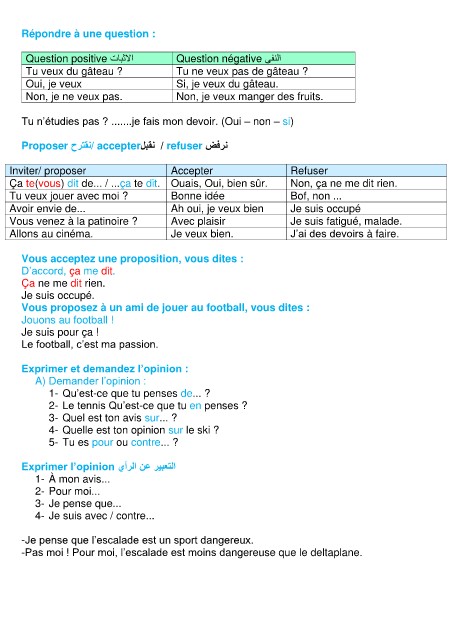 Répondre à une question :
Question positive الاثبات Question négative النفى
Tu veux du gâteau ? Tu ne veux pas de gâteau ?
Oui, je veux Si, je veux du gâteau.
Non, je ne veux pas. Non, je veux manger des fruits.
Tu n'étudies pas ? .......je fais mon devoir. (Oui – non – si)
Proposer نقترح/ accepter نقبل / refuser نرفض
Inviter/ proposer Accepter Refuser
Ça te(vous) dit de... / ...ça te dit. Ouais, Oui, bien sûr. Non, ça ne me dit rien.
Tu veux jouer avec moi ? Bonne idée Bof, non ...
Avoir envie de... Ah oui, je veux bien Je suis occupé
Vous venez à la patinoire ? Avec plaisir Je suis fatigué, malade.
Allons au cinéma. Je veux bien. J'ai des devoirs à faire.
Vous acceptez une proposition, vous dites :
D'accord, ça me dit.
Ça ne me dit rien.
Je suis occupé.
Vous proposez à un ami de jouer au football, vous dites :
Jouons au football !
Je suis pour ça !
Le football, c'est ma passion.
Exprimer et demandez l'opinion :
A) Demander l'opinion :
1- Qu'est-ce que tu penses de... ?
2- Le tennis Qu'est-ce que tu en penses ?
3- Quel est ton avis sur... ?
4- Quelle est ton opinion sur le ski ?
5- Tu es pour ou contre... ?
Exprimer l'opinion التعبير عن الرأي
1- À mon avis...
2- Pour moi...
3- Je pense que...
4- Je suis avec / contre...
-Je pense que l'escalade est un sport dangereux.
-Pas moi ! Pour moi, l'escalade est moins dangereuse que le deltaplane.